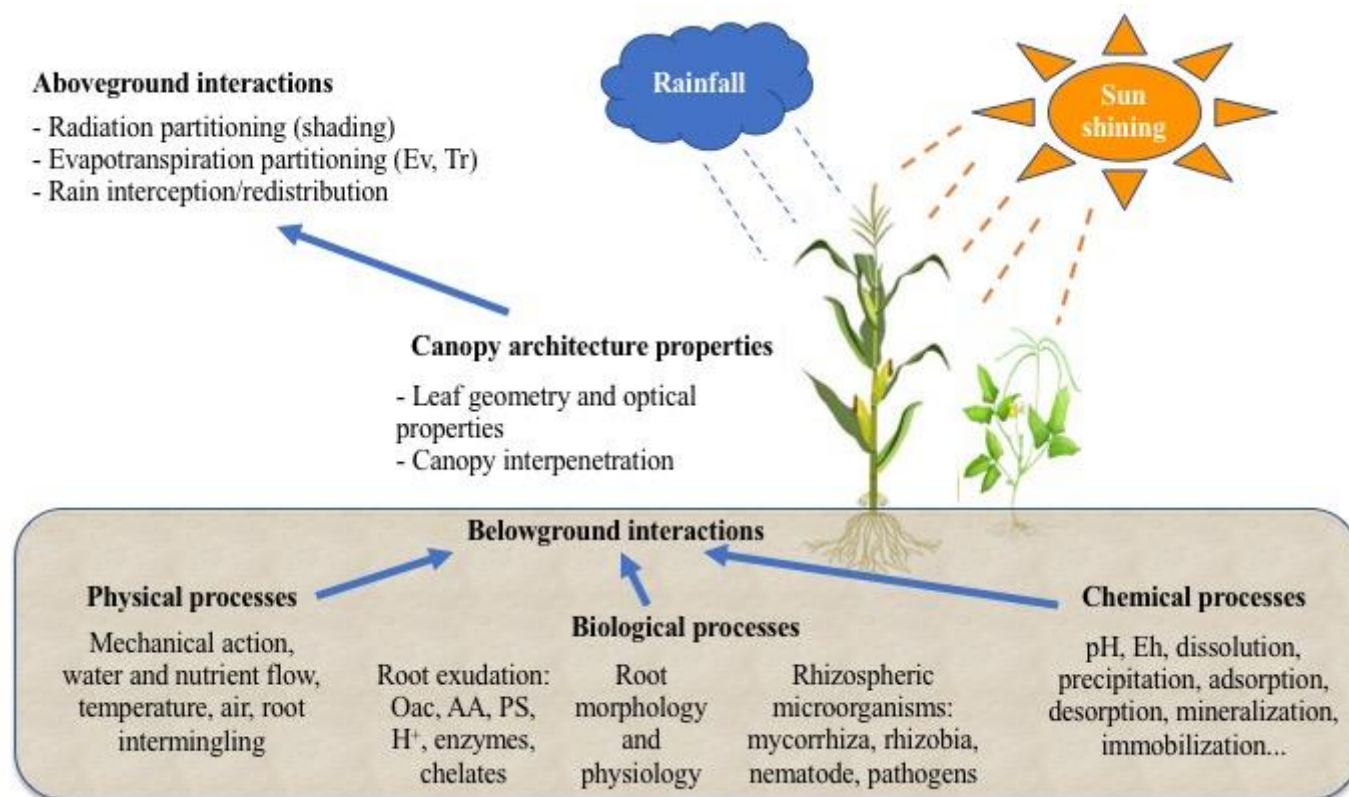 Rainfall
Sun
shining
Aboveground interactions
- Radiation partitioning (shading)
- Evapotranspiration partitioning (Ev, Tr)
- Rain interception/redistribution
Canopy architecture properties
- Leaf geometry and optical
properties
- Canopy interpenetration
Belowground interactions
Physical processes
Mechanical action,
water and nutrient flow,
temperature, air, root
intermingling
Biological processes
Root exudation:
Oac, AA, PS,
H⁺, enzymes,
chelates
Root
morphology
and
physiology
Rhizospheric
microorganisms:
mycorrhiza, rhizobia,
nematode, pathogens
Chemical processes
pH, Eh, dissolution,
precipitation, adsorption,
desorption, mineralization,
immobilization...